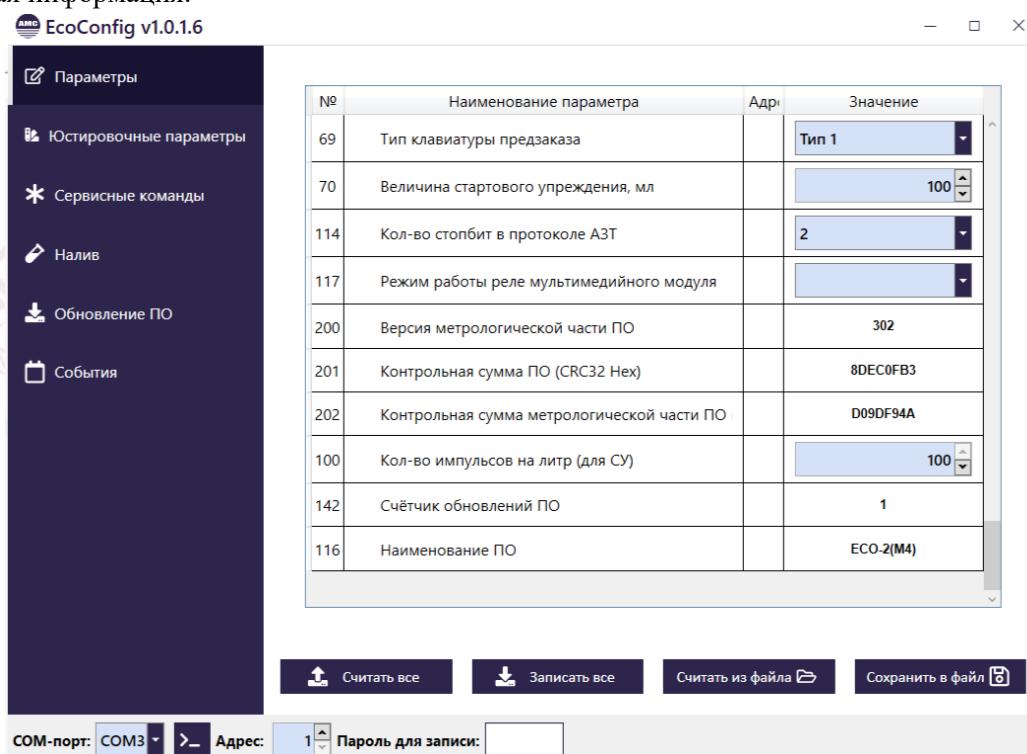 ая информация.
AMC EcoConfig v1.0.1.6
Параметры
Юстировочные параметры
Сервисные команды
Налив
Обновление ПО
События
№ Наименование параметра Адр Значение
69 Тип клавиатуры предзаказа Тип 1
70 Величина стартового упреждения, мл 100
114 Кол-во стопбит в протоколе АЗТ 2
117 Режим работы реле мультимедийного модуля
200 Версия метрологической части ПО 302
201 Контрольная сумма ПО (CRC32 Hex) 8DEC0FB3
202 Контрольная сумма метрологической части ПО D09DF94A
100 Кол-во импульсов на литр (для СУ) 100
142 Счётчик обновлений ПО 1
116 Наименование ПО ECO-2(M4)
Считать все Записать все Считать из файла Сохранить в файл
COM-порт: COM3 >_ Адрес: 1 Пароль для записи: